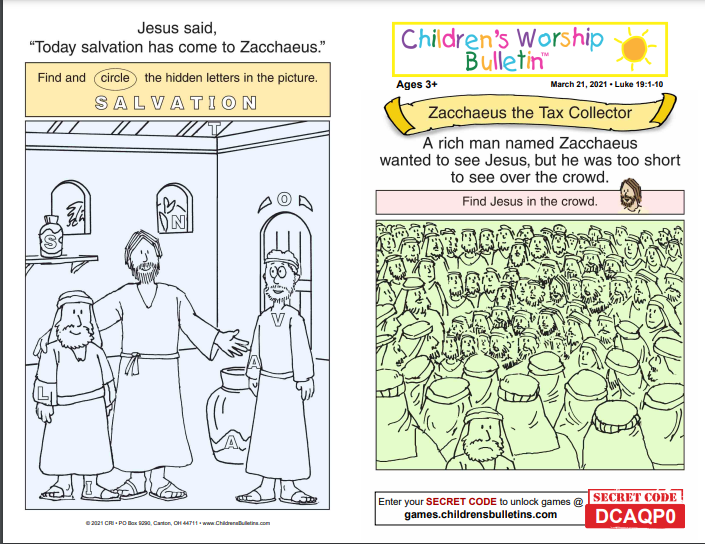 Jesus said,
“Today salvation has come to Zacchaeus.”
Find and circle the hidden letters in the picture.
SALVATION
T
O
N
S
V
A
L
A
I
© 2021 CRI • PO Box 9290, Canton, OH 44711 • www.ChildrensBulletins.com
Children's Worship
Bulletin™
Ages 3+
March 21, 2021 • Luke 19:1-10
Zacchaeus the Tax Collector
A rich man named Zacchaeus
wanted to see Jesus, but he was too short
to see over the crowd.
Find Jesus in the crowd.
Enter your SECRET CODE to unlock games @
games.childrensbulletins.com
SECRET CODE
DCAQP0